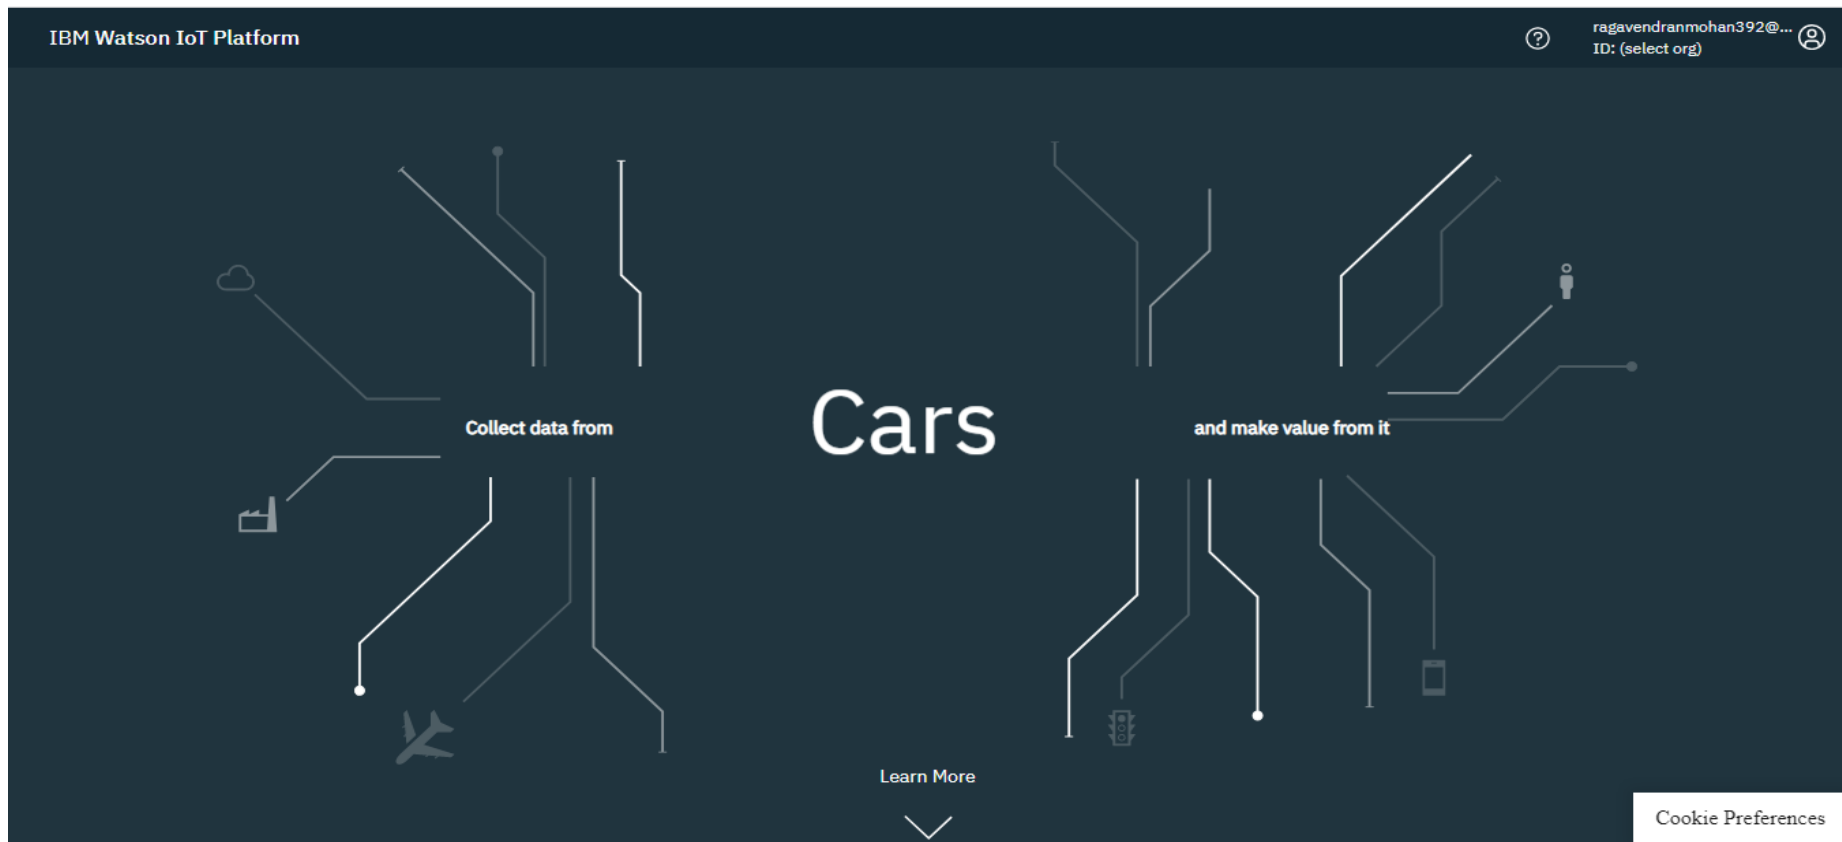 IBM Watson IoT Platform
ragavendranmohan392@...
ID: (select org)
Collect data from
Cars
and make value from it
Learn More
Cookie Preferences